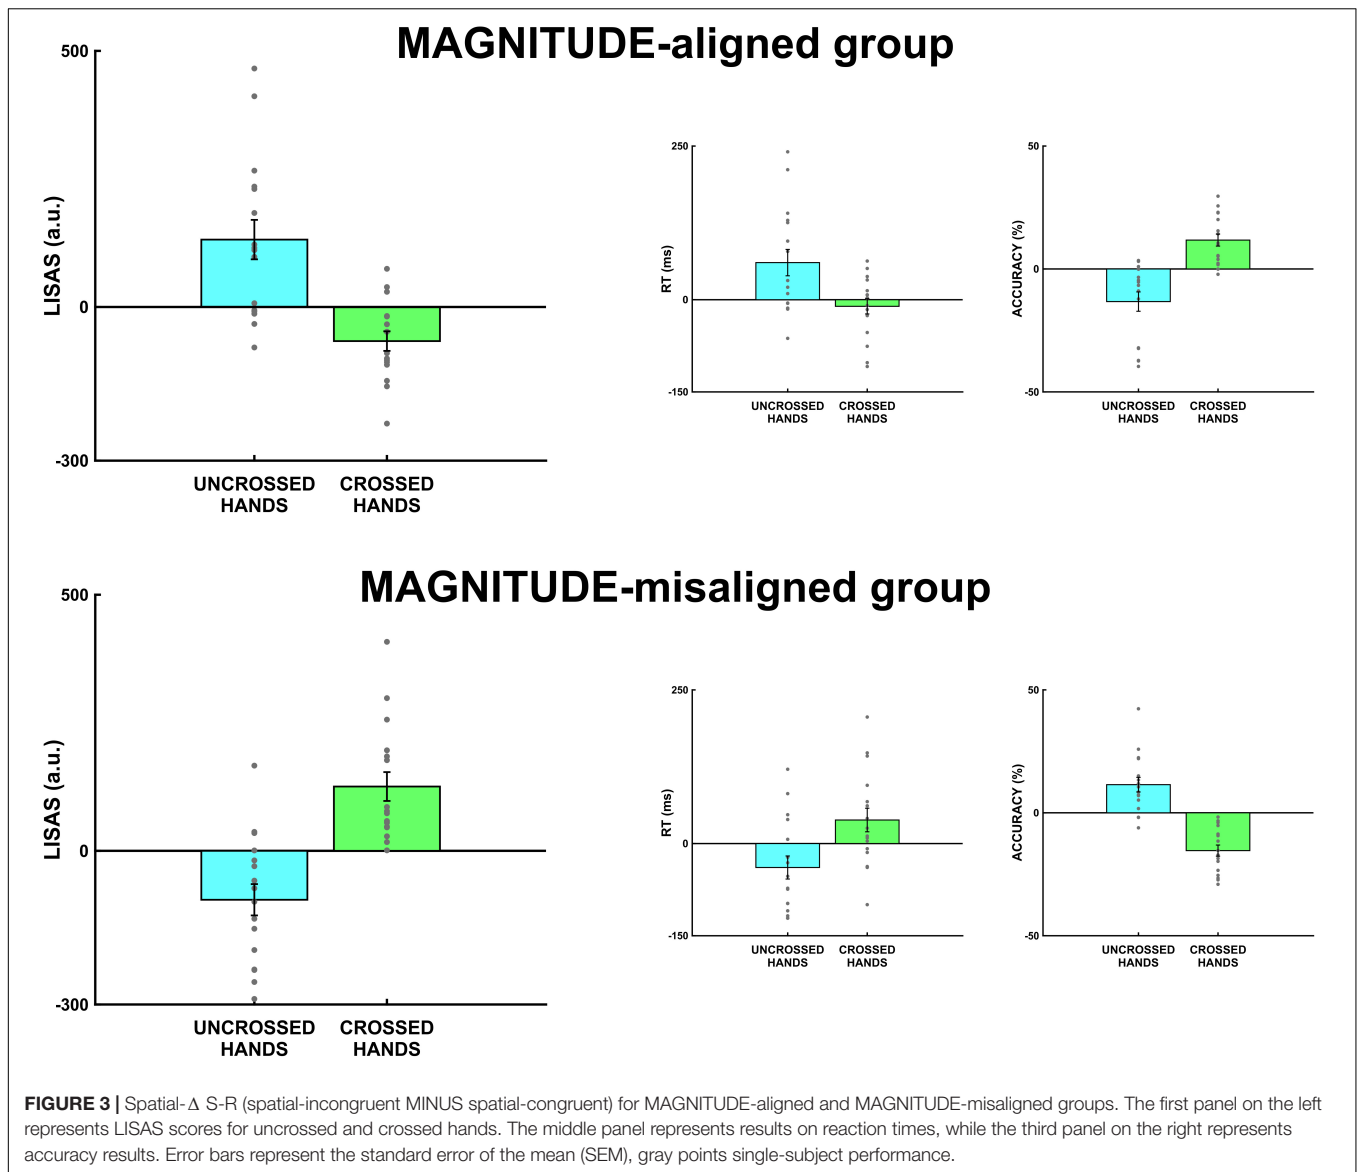 MAGNITUDE-aligned group
500
0
-300
LISAS (a.u.)
UNCROSSED CROSSED
HANDS HANDS
250
0
-150
RT (ms)
UNCROSSED CROSSED
HANDS HANDS
50
0
-50
ACCURACY (%)
UNCROSSED CROSSED
HANDS HANDS
MAGNITUDE-misaligned group
500
0
-300
LISAS (a.u.)
UNCROSSED CROSSED
HANDS HANDS
250
0
-150
RT (ms)
UNCROSSED CROSSED
HANDS HANDS
50
0
-50
ACCURACY (%)
UNCROSSED CROSSED
HANDS HANDS
FIGURE 3 | Spatial-Δ S-R (spatial-incongruent MINUS spatial-congruent) for MAGNITUDE-aligned and MAGNITUDE-misaligned groups. The first panel on the left
represents LISAS scores for uncrossed and crossed hands. The middle panel represents results on reaction times, while the third panel on the right represents
accuracy results. Error bars represent the standard error of the mean (SEM), gray points single-subject performance.